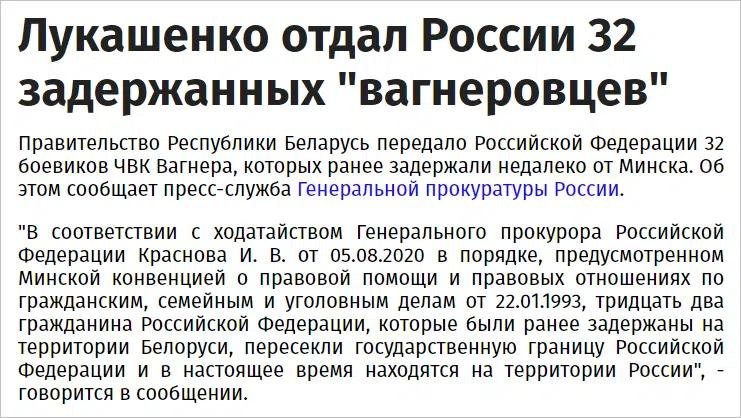 Лукашенко отдал России 32
задержанных "вагнеровцев"
Правительство Республики Беларусь передало Российской Федерации 32
боевиков ЧВК Вагнера, которых ранее задержали недалеко от Минска. Об
этом сообщает пресс-служба Генеральной прокуратуры России.
"В соответствии с ходатайством Генерального прокурора Российской
Федерации Краснова И. В. от 05.08.2020 в порядке, предусмотренном
Минской конвенцией о правовой помощи и правовых отношениях по
гражданским, семейным и уголовным делам от 22.01.1993, тридцать два
гражданина Российской Федерации, которые были ранее задержаны на
территории Белоруси, пересекли государственную границу Российской
Федерации и в настоящее время находятся на территории России", -
говорится в сообщении.